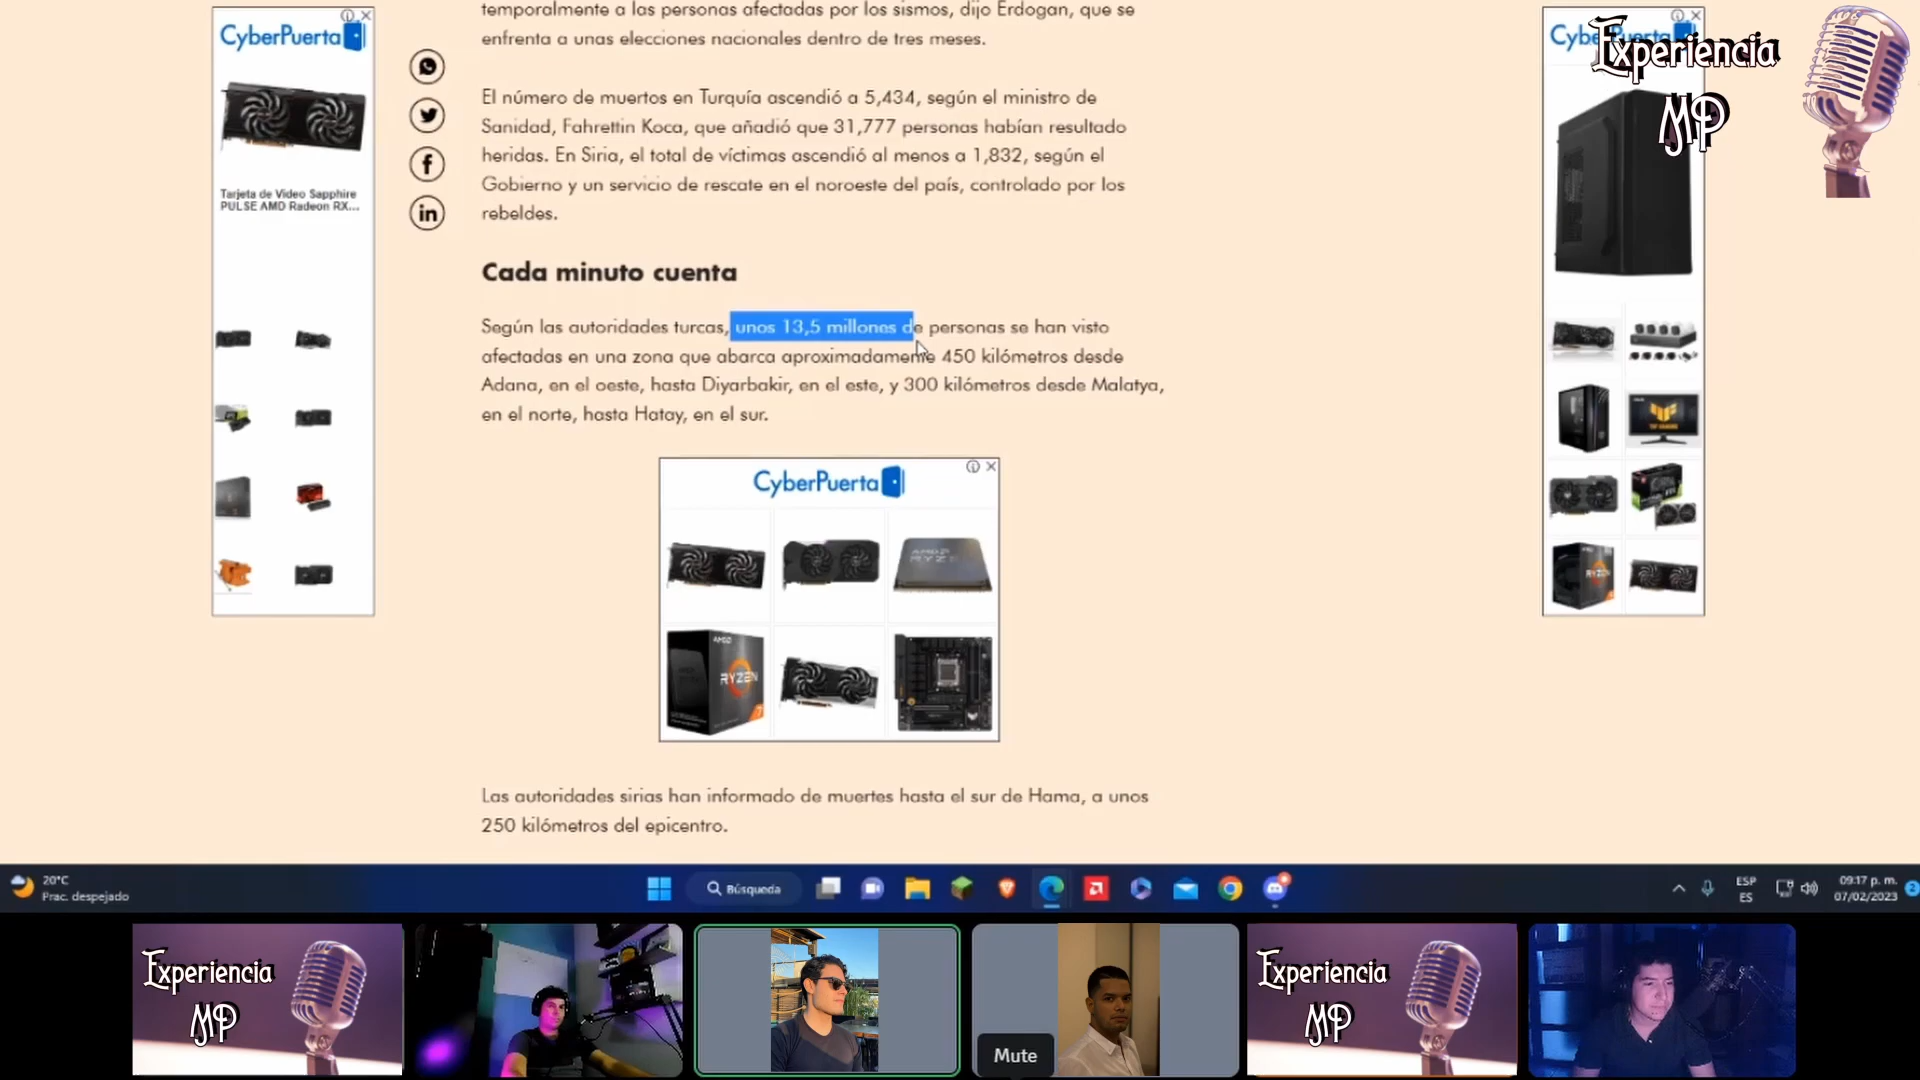 temporalmente a las personas afectadas por los sismos, dijo Erdogan, que se
enfrenta a unas elecciones nacionales dentro de tres meses.
El número de muertos en Turquía ascendió a 5,434, según el ministro de
Sanidad, Fahrettin Koca, que añadió que 31,777 personas habían resultado
heridas. En Siria, el total de víctimas ascendió al menos a 1,832, según el
Gobierno y un servicio de rescate en el noroeste del país, controlado por los
rebeldes.
Cada minuto cuenta
Según las autoridades turcas, unos 13,5 millones de personas se han visto
afectadas en una zona que abarca aproximadamente 450 kilómetros desde
Adana, en el oeste, hasta Diyarbakir, en el este, y 300 kilómetros desde Malatya,
en el norte, hasta Hatay, en el sur.
CyberPuerta
AMD
RYZEN
AMD
RYZEN
7
Las autoridades sirias han informado de muertes hasta el sur de Hama, a unos
250 kilómetros del epicentro.
CyberPuerta
Tarjeta de Video Sapphire
PULSE AMD Radeon RX...
in
Experiencia
MP
RYZEN
20°C
Prac. despejado
Búsqueda
ESP
ES
09:17 p. m.
07/02/2023
2
Experiencia
MP
Mute
Experiencia
MP